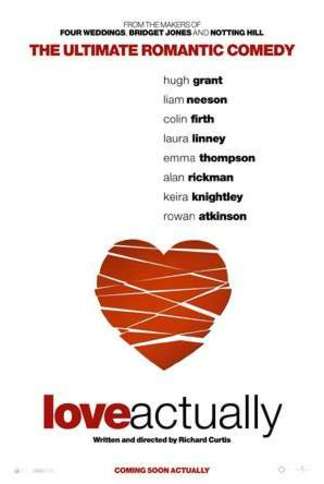 FROM THE MAKERS OF
FOUR WEDDINGS, BRIDGET JONES AND NOTTING HILL
THE ULTIMATE ROMANTIC COMEDY
hugh grant
liam neeson
colin firth
laura linney
emma thompson
alan rickman
keira knightley
rowan atkinson
loveactually
Written and directed by Richard Curtis
COMING SOON ACTUALLY